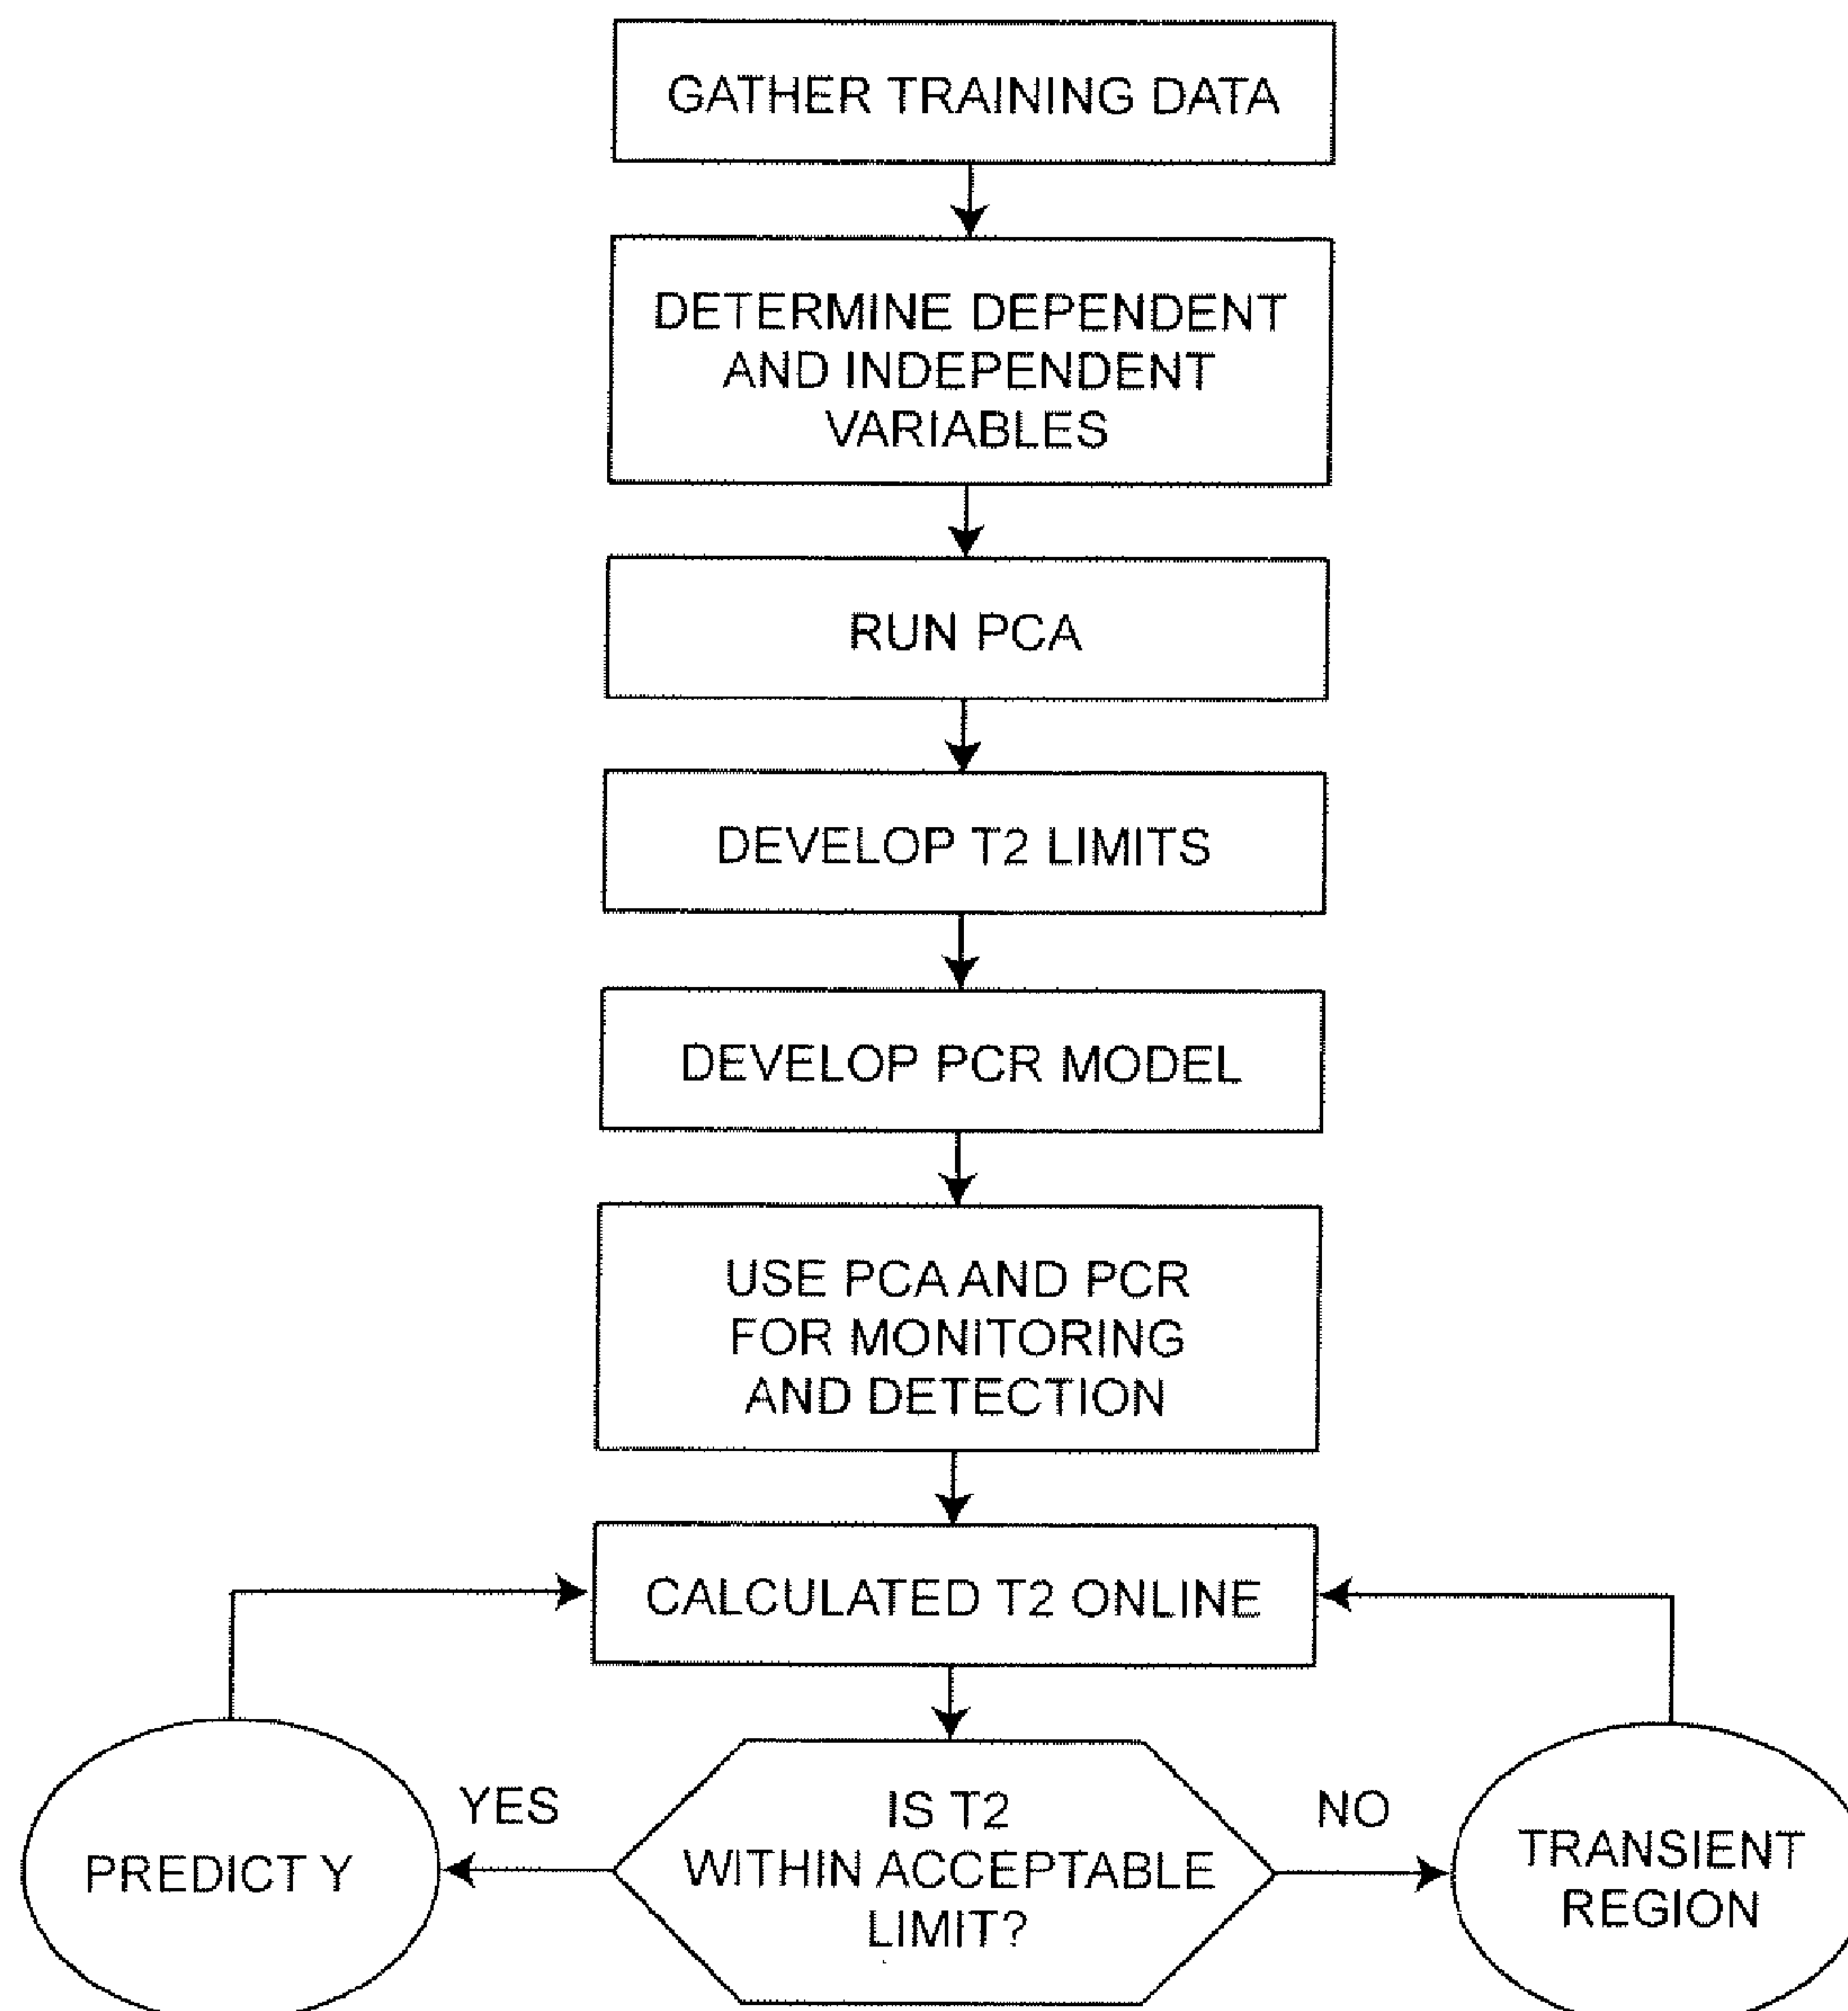 GATHER TRAINING DATA
DETERMINE DEPENDENT
AND INDEPENDENT
VARIABLES
RUN PCA
DEVELOP T2 LIMITS
DEVELOP PCR MODEL
USE PCA AND PCR
FOR MONITORING
AND DETECTION
CALCULATED T2 ONLINE
YES
IS T2
WITHIN ACCEPTABLE
LIMIT?
NO
PREDICT Y
TRANSIENT
REGION